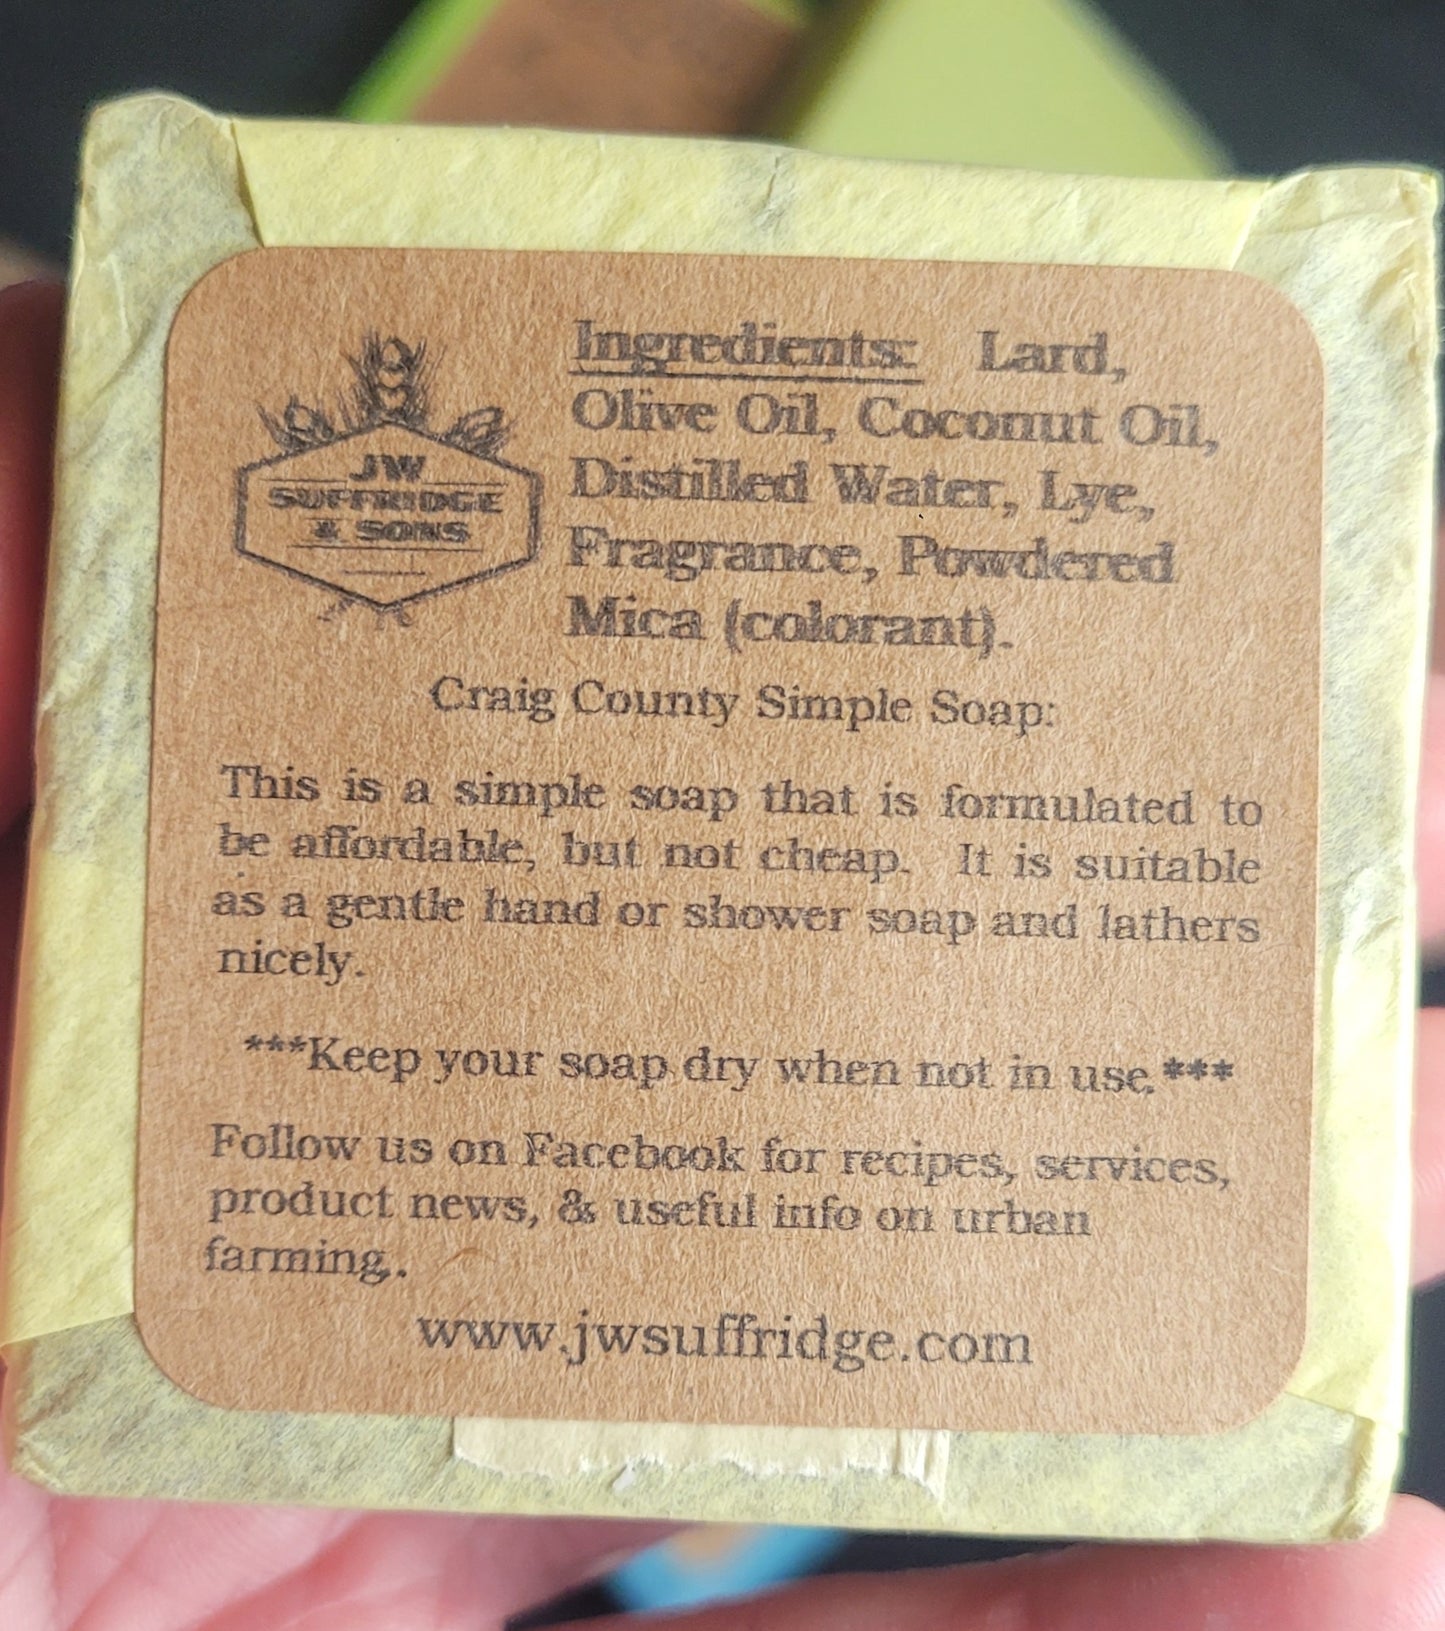 JW
SUFFRIDGE
& SONS
Ingredients: Lard,
Olive Oil, Coconut Oil,
Distilled Water, Lye,
Fragrance, Powdered
Mica (colorant).
Craig County Simple Soap:
This is a simple soap that is formulated to
be affordable, but not cheap. It is suitable
as a gentle hand or shower soap and lathers
nicely.
***Keep your soap dry when not in use.***
Follow us on Facebook for recipes, services,
product news, & useful info on urban
farming..
www.jwsuffridge.com